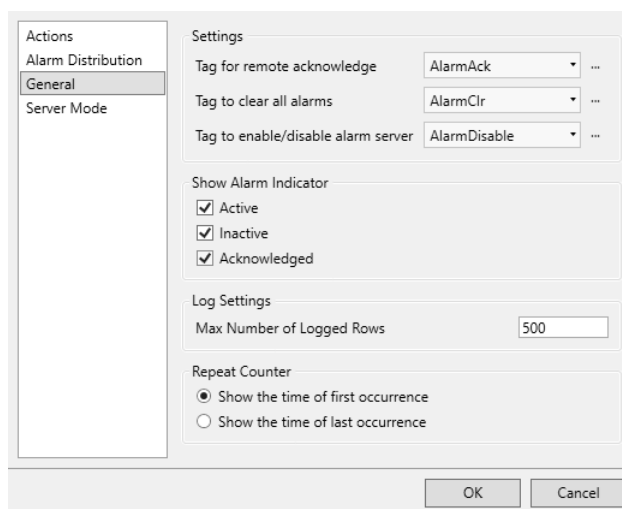 Actions
Alarm Distribution
General
Server Mode
Settings
Tag for remote acknowledge AlarmAck ...
Tag to clear all alarms AlarmClr ...
Tag to enable/disable alarm server AlarmDisable ...
Show Alarm Indicator
Active
Inactive
Acknowledged
Log Settings
Max Number of Logged Rows 500
Repeat Counter
Show the time of first occurrence
Show the time of last occurrence
OK Cancel